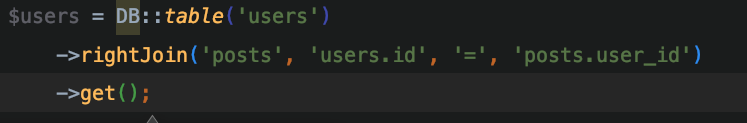 $users = DB::table('users')
->rightJoin('posts', 'users.id', '=', 'posts.user_id')
->get();